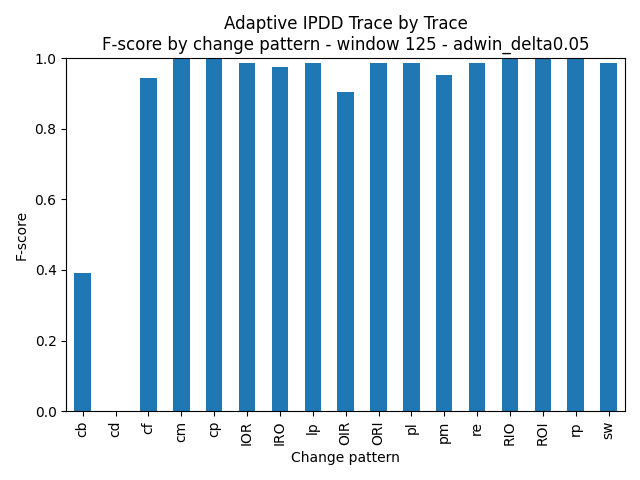 Adaptive IPDD Trace by Trace
F-score by change pattern - window 125 - adwin_delta0.05
1.0
0.8
0.6
0.4
0.2
0.0
F-score
cb
cd
cf
cm
cp
IOR
IRO
lp
OIR
ORI
pl
pm
re
RIO
ROI
rp
sw
Change pattern